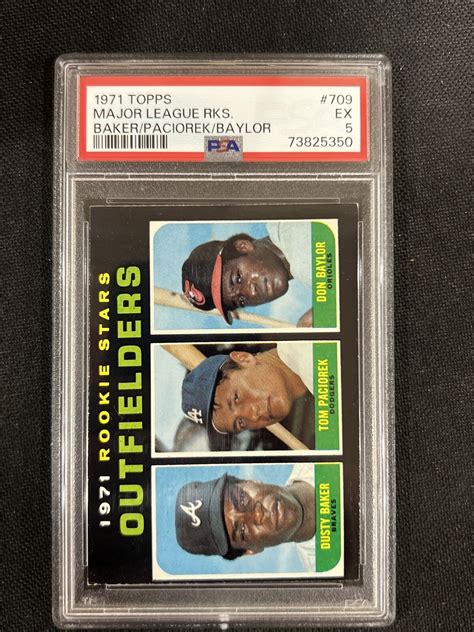 1971 TOPPS #709
MAJOR LEAGUE RKS. EX
BAKER/PACIOREK/BAYLOR 5
PSA 73825350
1971 ROOKIE STARS
OUTFIELDERS
DUSTY BAKER
BRAVES
TOM PACIOREK
DODGERS
DON BAYLOR
ORIOLES
A
LA